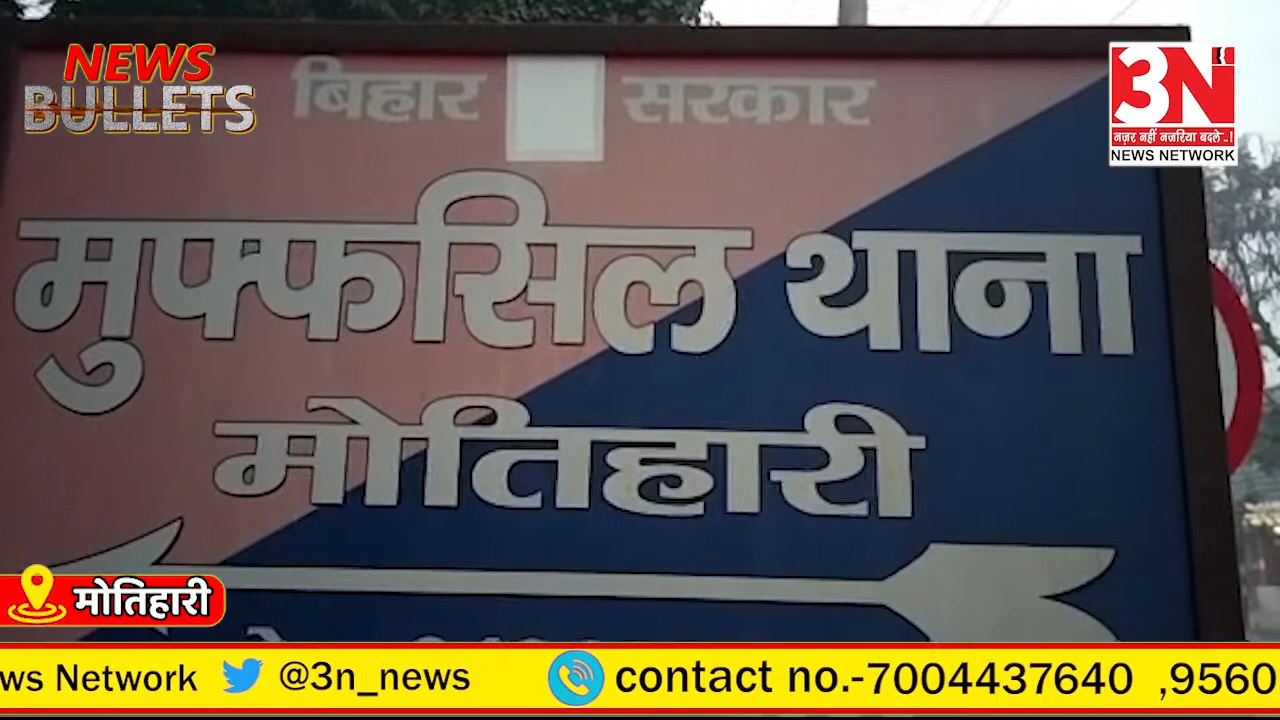 NEWS
BULLETS
बिहार सरकार
3N
नज़र नहीं नजरिया बदले..!
NEWS NETWORK
मुफ्फसिल थाना
मोतिहारी
मोतिहारी
ws Network @3n_news contact no.-7004437640 ,9560